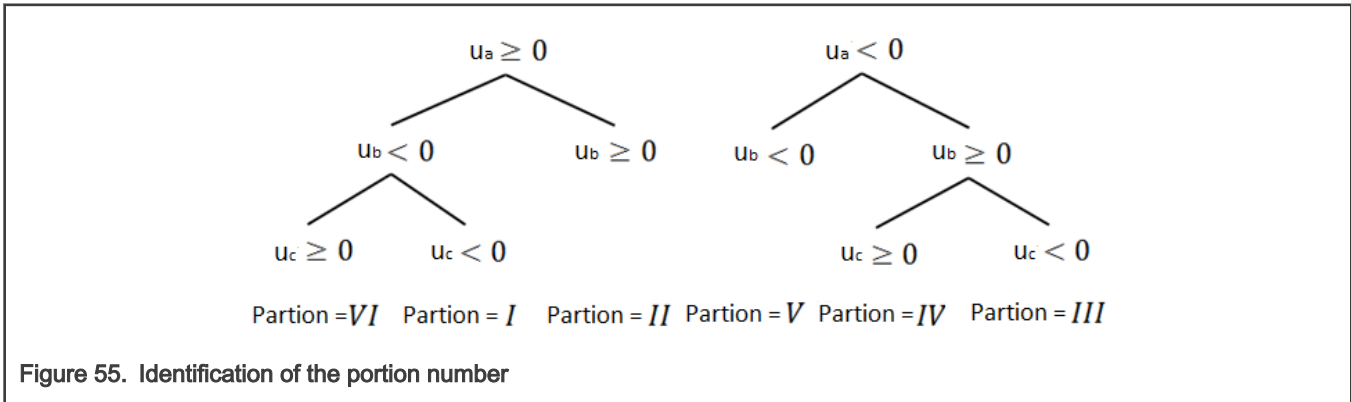 ua ≥ 0 ua < 0
ub < 0 ub ≥ 0 ub < 0 ub ≥ 0
uc ≥ 0 uc < 0 uc ≥ 0 uc < 0
Partion =VI Partion = I Partion = II Partion = V Partion =IV Partion = III
Figure 55. Identification of the portion number